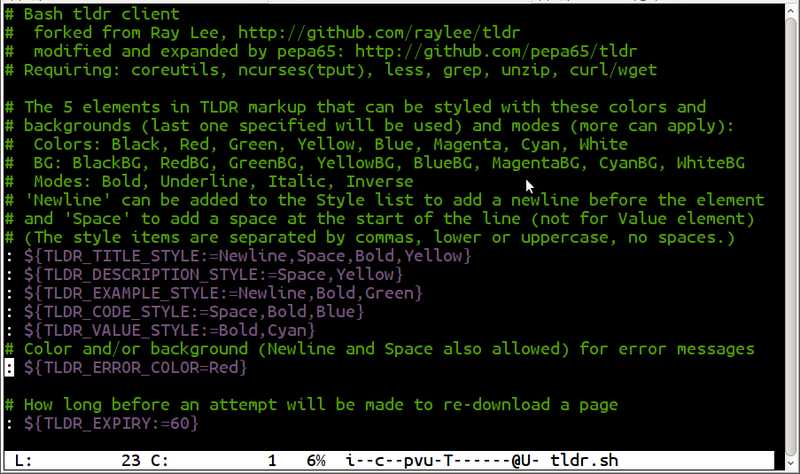 # Bash tldr client
#  forked from Ray Lee, http://github.com/raylee/tldr
#  modified and expanded by pepa65: http://github.com/pepa65/tldr
# Requiring: coreutils, ncurses(tput), less, grep, unzip, curl/wget

# The 5 elements in TLDR markup that can be styled with these colors and
# backgrounds (last one specified will be used) and modes (more can apply):
#  Colors: Black, Red, Green, Yellow, Blue, Magenta, Cyan, White
#  BG: BlackBG, RedBG, GreenBG, YellowBG, BlueBG, MagentaBG, CyanBG, WhiteBG
#  Modes: Bold, Underline, Italic, Inverse
# 'Newline' can be added to the Style list to add a newline before the element
# and 'Space' to add a space at the start of the line (not for Value element)
# (The style items are separated by commas, lower or uppercase, no spaces.)
: ${TLDR_TITLE_STYLE:=Newline,Space,Bold,Yellow}
: ${TLDR_DESCRIPTION_STYLE:=Space,Yellow}
: ${TLDR_EXAMPLE_STYLE:=Newline,Bold,Green}
: ${TLDR_CODE_STYLE:=Space,Bold,Blue}
: ${TLDR_VALUE_STYLE:=Bold,Cyan}
# Color and/or background (Newline and Space also allowed) for error messages
: ${TLDR_ERROR_COLOR=Red}

# How long before an attempt will be made to re-download a page
: ${TLDR_EXPIRY:=60}

L:        23 C:        1   6%  i--c--pvu-T------@U- tldr.sh